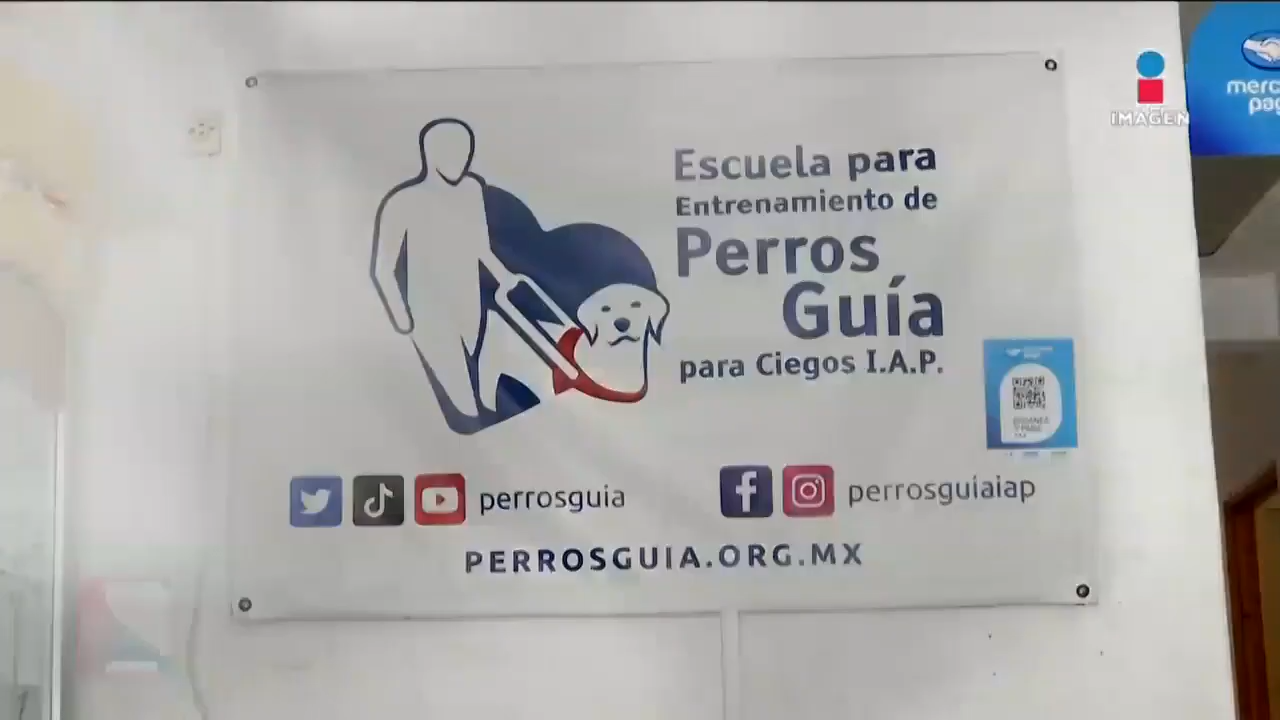 Escuela para
Entrenamiento de
Perros
Guía
para Ciegos I.A.P.
perrosguia
perrosguiaiap
PERROSGUIA.ORG.MX
IMAGEN